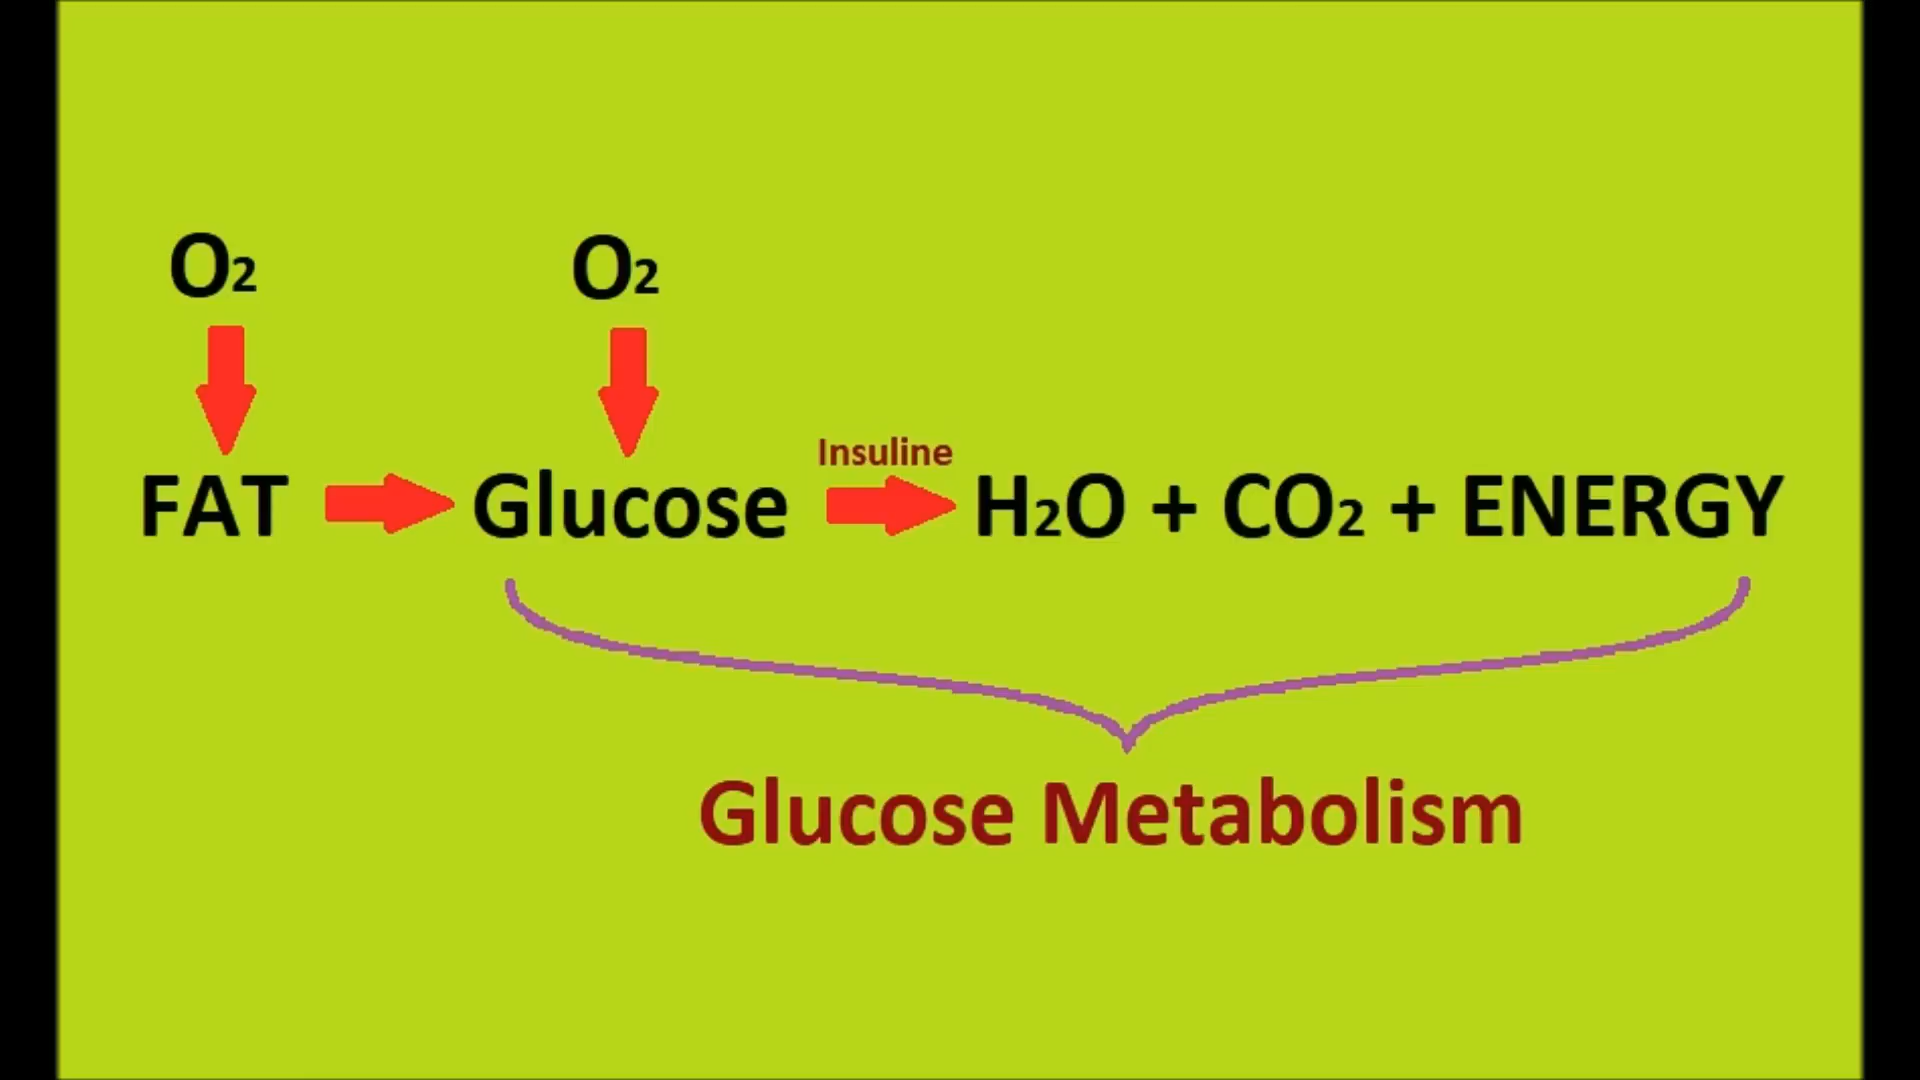 O₂ O₂
Insuline
FAT Glucose H₂O + CO₂ + ENERGY
Glucose Metabolism